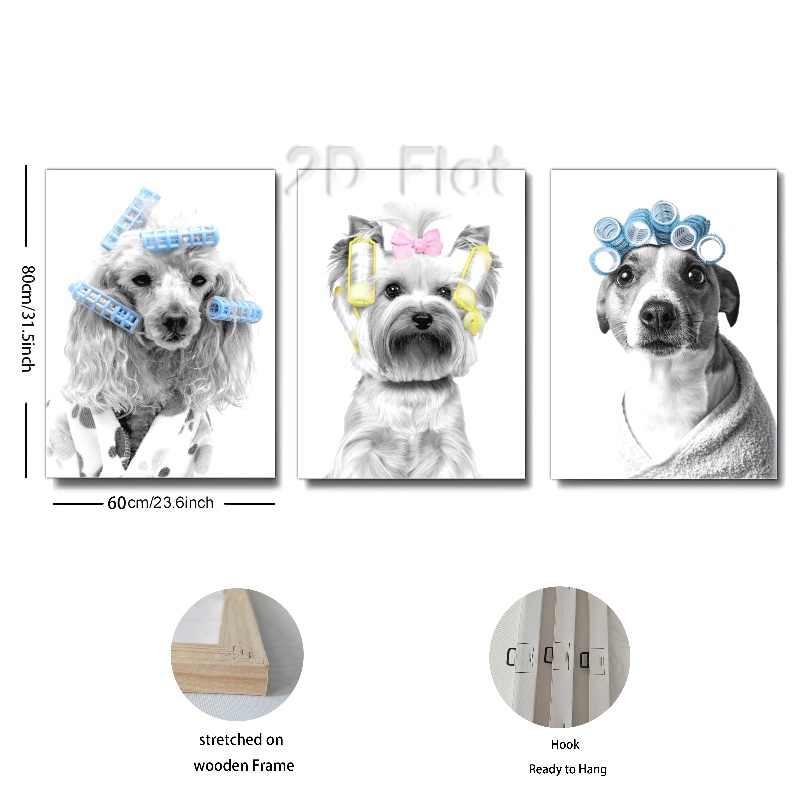 2D Flat
80cm/31.5inch
60cm/23.6inch
stretched on
wooden Frame
Hook
Ready to Hang